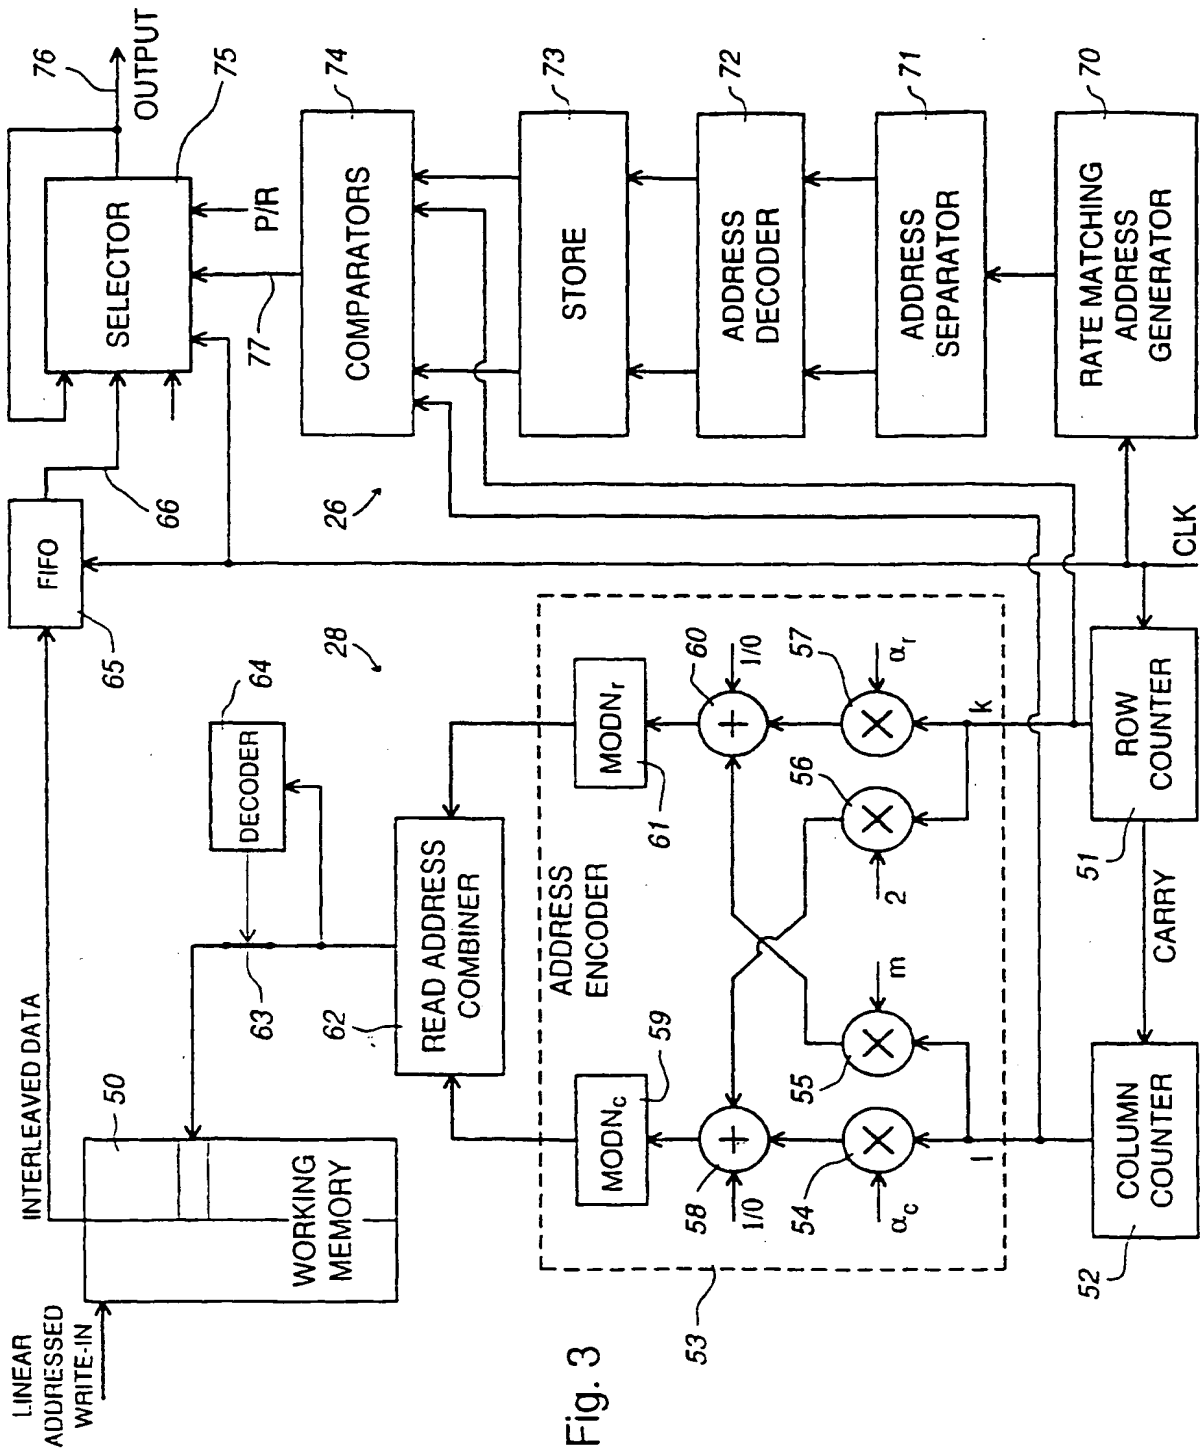 LINEAR
ADDRESSED
WRITE-IN
INTERLEAVED DATA
50
WORKING
MEMORY
63
64
DECODER
65
FIFO
66
76
OUTPUT
SELECTOR
75
P/R
77
62
READ ADDRESS
COMBINER
28
26
COMPARATORS
74
59
MODNc
ADDRESS
ENCODER
61
MODNr
STORE
73
58
1/0
60
1/0
ADDRESS
DECODER
72
53
54
αc
55
m
2
56
57
αr
ADDRESS
SEPARATOR
71
l
k
52
COLUMN
COUNTER
CARRY
51
ROW
COUNTER
CLK
RATE MATCHING
ADDRESS
GENERATOR
70
Fig. 3